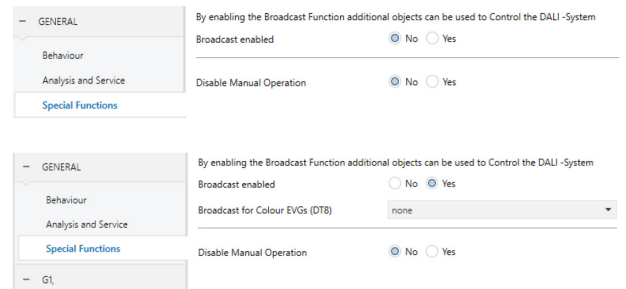 − GENERAL
By enabling the Broadcast Function additional objects can be used to Control the DALI -System
Broadcast enabled No Yes
Behaviour
Analysis and Service
Disable Manual Operation No Yes
Special Functions
− GENERAL
By enabling the Broadcast Function additional objects can be used to Control the DALI -System
Broadcast enabled No Yes
Behaviour
Broadcast for Colour EVGs (DT8) none
Analysis and Service
Special Functions
Disable Manual Operation No Yes
− G1,